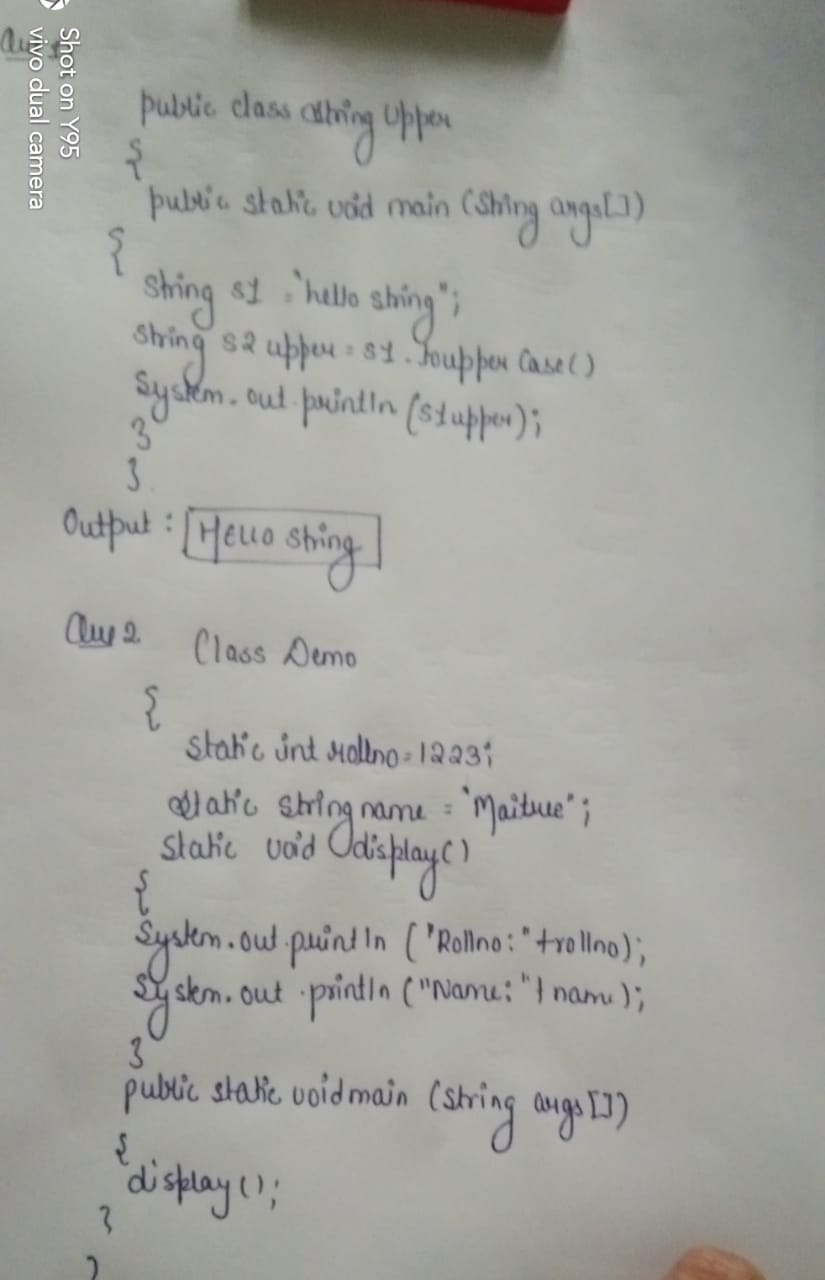 Shot on Y95
vivo dual camera
public class String Upper
{
public static void main (String args[])
{
String s1 = "hello string";
String s2 upper = s1. Toupper Case()
System. out. println (s1upper);
}
}
Output : Hello string
Ans 2 Class Demo
{
static int rollno = 1223;
static string name = "Maitree";
static void display()
{
System. out. println ("Rollno:" +rollno);
System. out .println ("Name:" + name);
}
public static void main (String args[])
{
display();
}
}